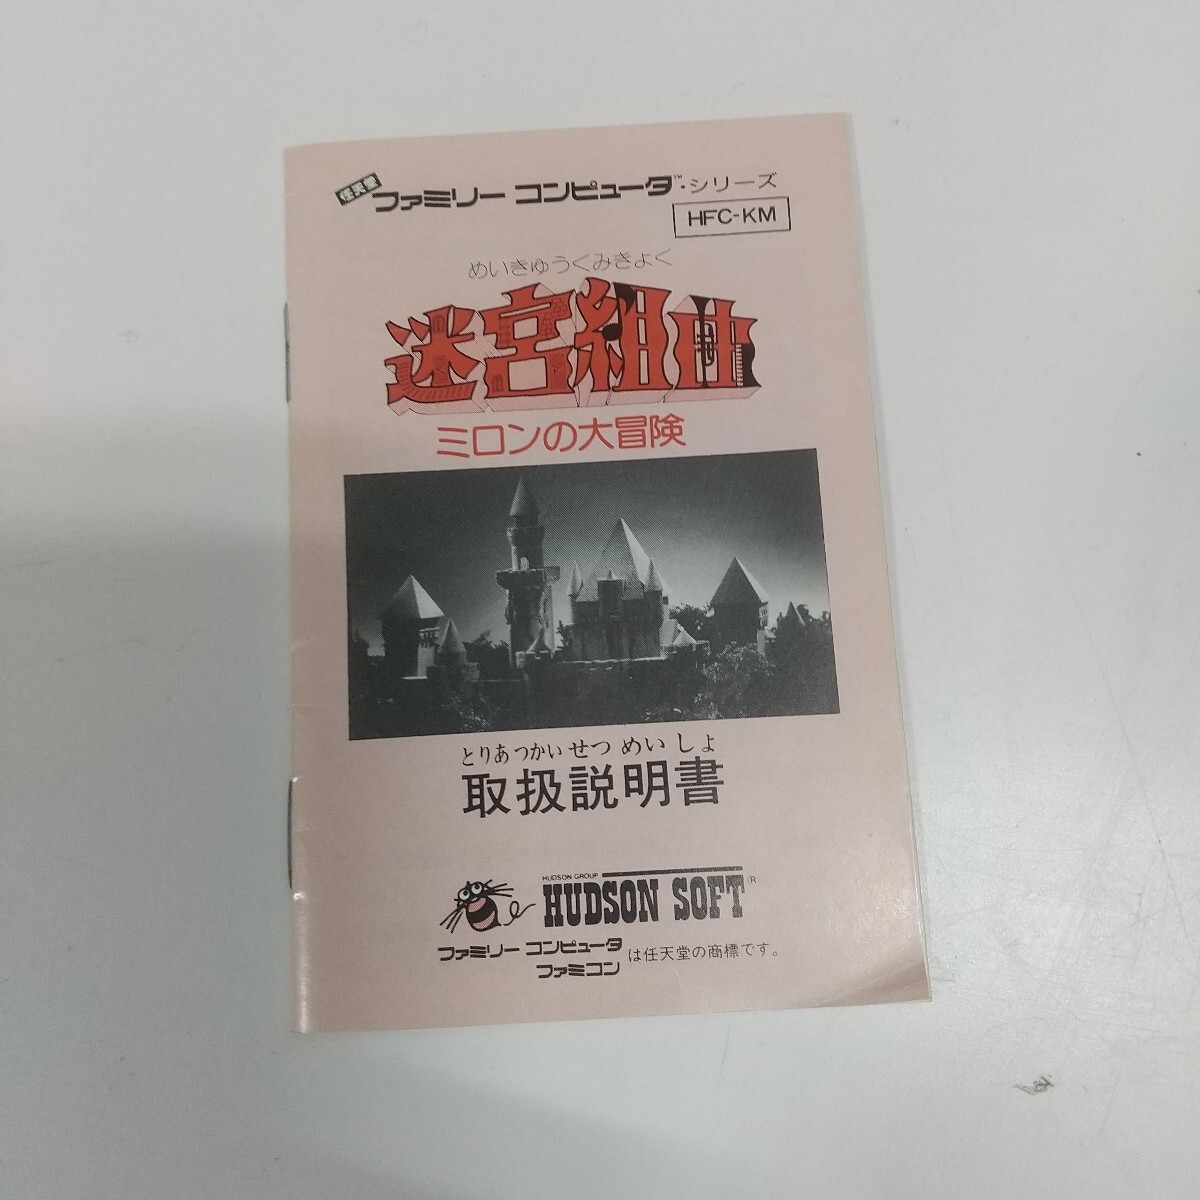 任天堂 ファミリー コンピュータ™・シリーズ
HFC-KM
めいきゅうくみきょく
迷宮組曲
ミロンの大冒険
とりあつかいせつめいしょ
取扱説明書
HUDSON GROUP
HUDSON SOFT®
ファミリー コンピュータ
ファミコン
は任天堂の商標です。